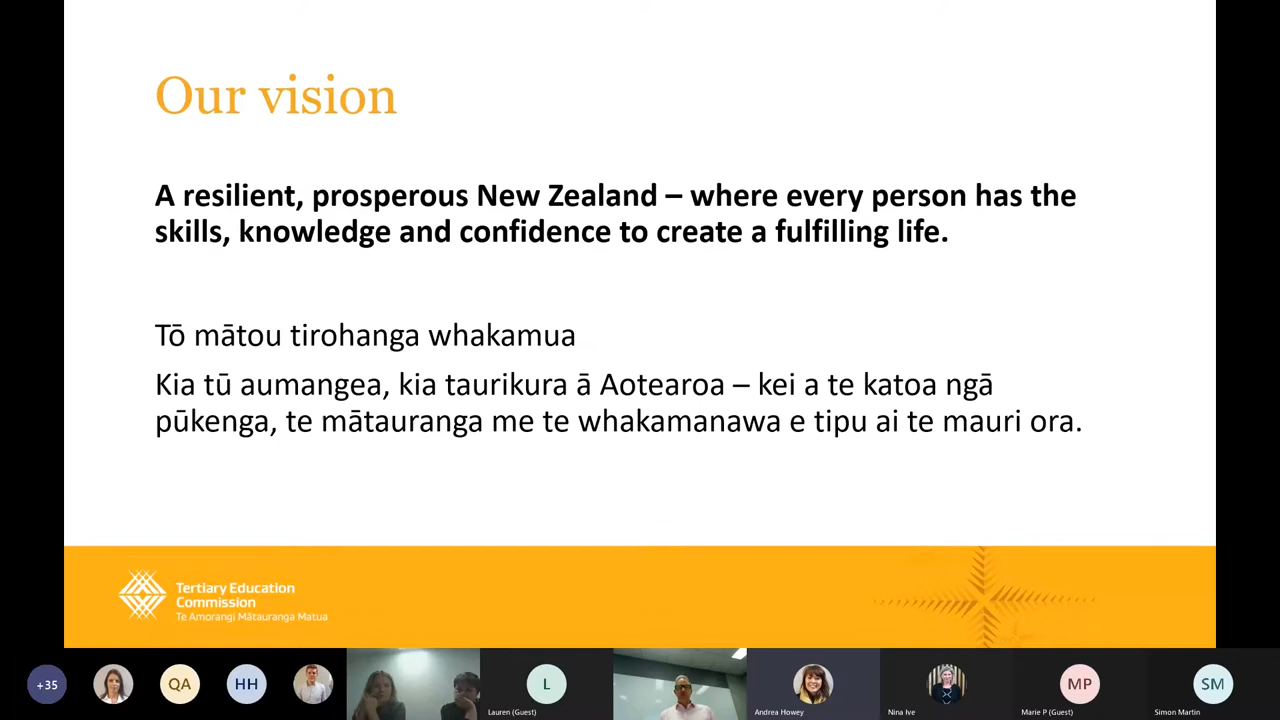 Our vision
A resilient, prosperous New Zealand – where every person has the
skills, knowledge and confidence to create a fulfilling life.
Tō mātou tirohanga whakamua
Kia tū aumangea, kia taurikura ā Aotearoa – kei a te katoa ngā
pūkenga, te mātauranga me te whakamanawa e tipu ai te mauri ora.
Tertiary Education
Commission
Te Amorangi Mātauranga Matua
+35
QA
HH
L
Lauren (Guest)
Andrea Howey
Nina Ive
MP
Marie P (Guest)
SM
Simon Martin